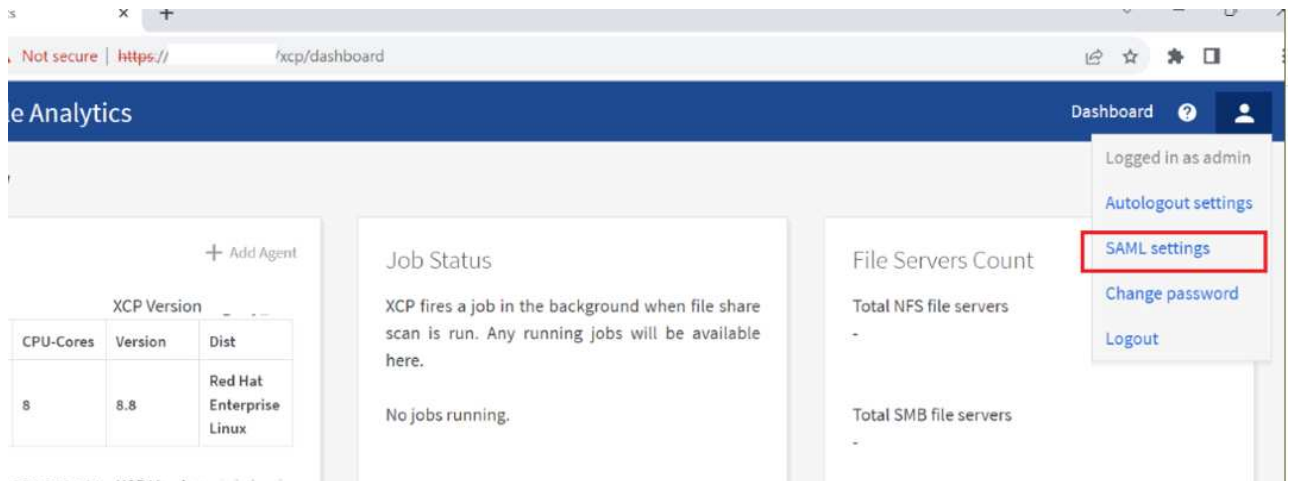 Not secure | https:// /xcp/dashboard
le Analytics
Dashboard
Logged in as admin
Autologout settings
SAML settings
Change password
Logout
+ Add Agent
XCP Version
CPU-Cores Version Dist
8 8.8 Red Hat
Enterprise
Linux
Job Status
XCP fires a job in the background when file share
scan is run. Any running jobs will be available
here.
No jobs running.
File Servers Count
Total NFS file servers
-
Total SMB file servers
-